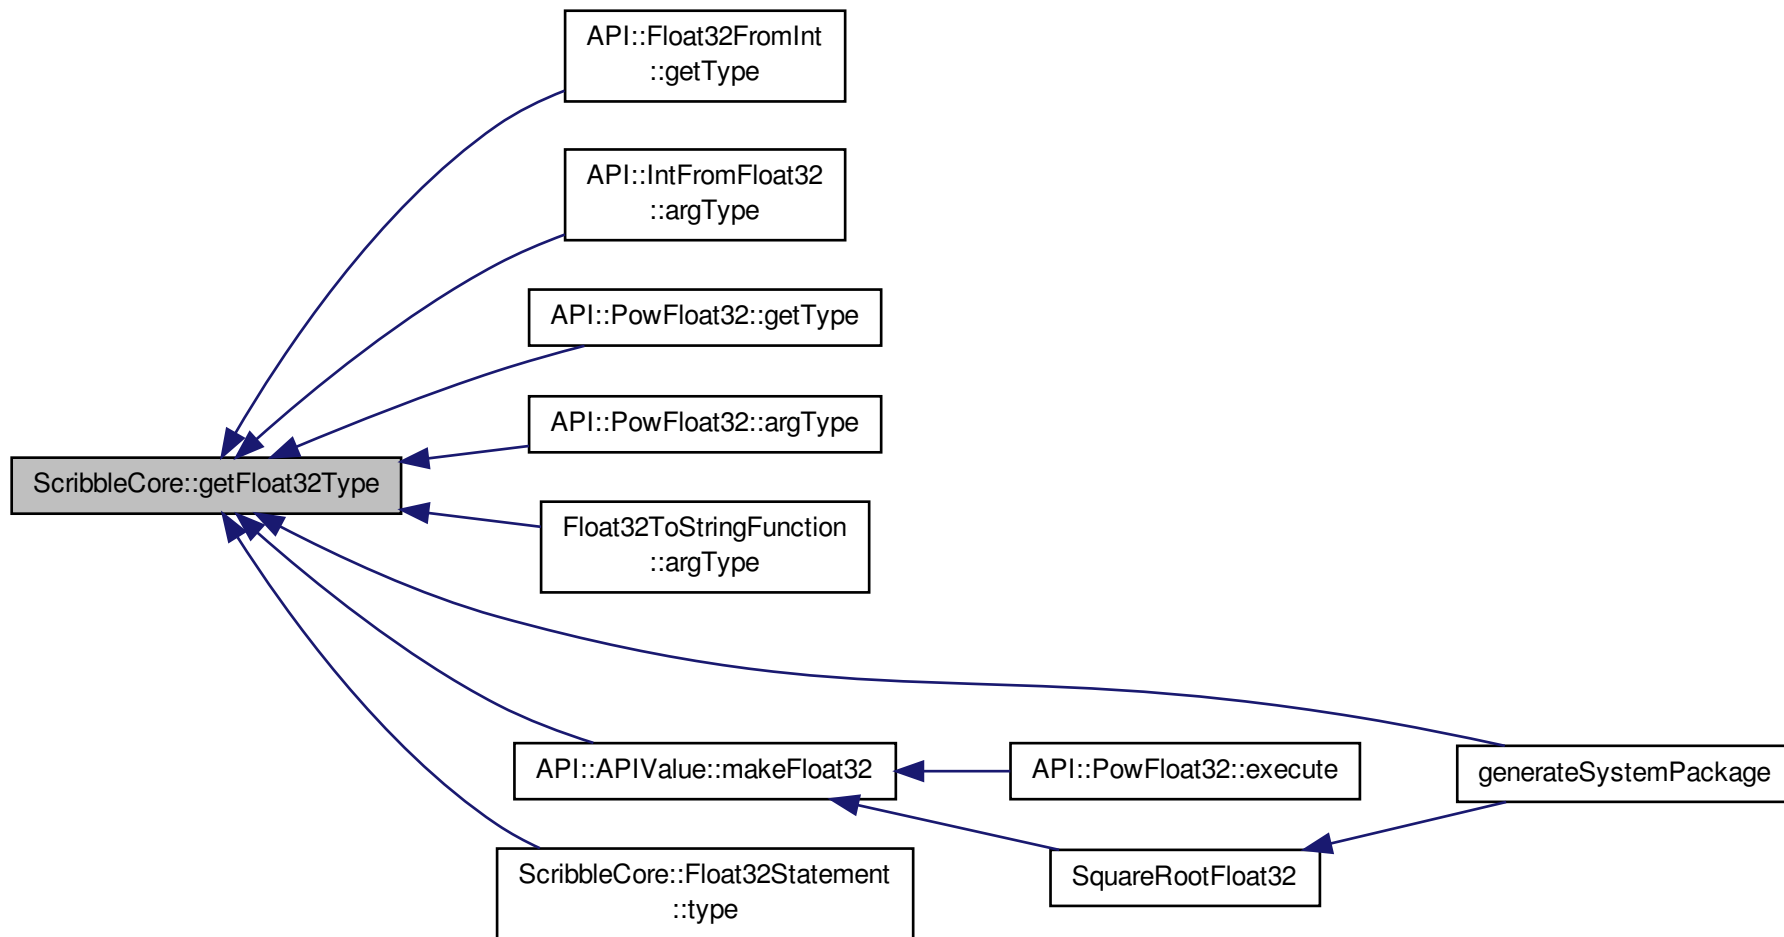 API::Float32FromInt
::getType
API::IntFromFloat32
::argType
API::PowFloat32::getType
API::PowFloat32::argType
ScribbleCore::getFloat32Type
Float32ToStringFunction
::argType
API::APIValue::makeFloat32
API::PowFloat32::execute
generateSystemPackage
ScribbleCore::Float32Statement
::type
SquareRootFloat32